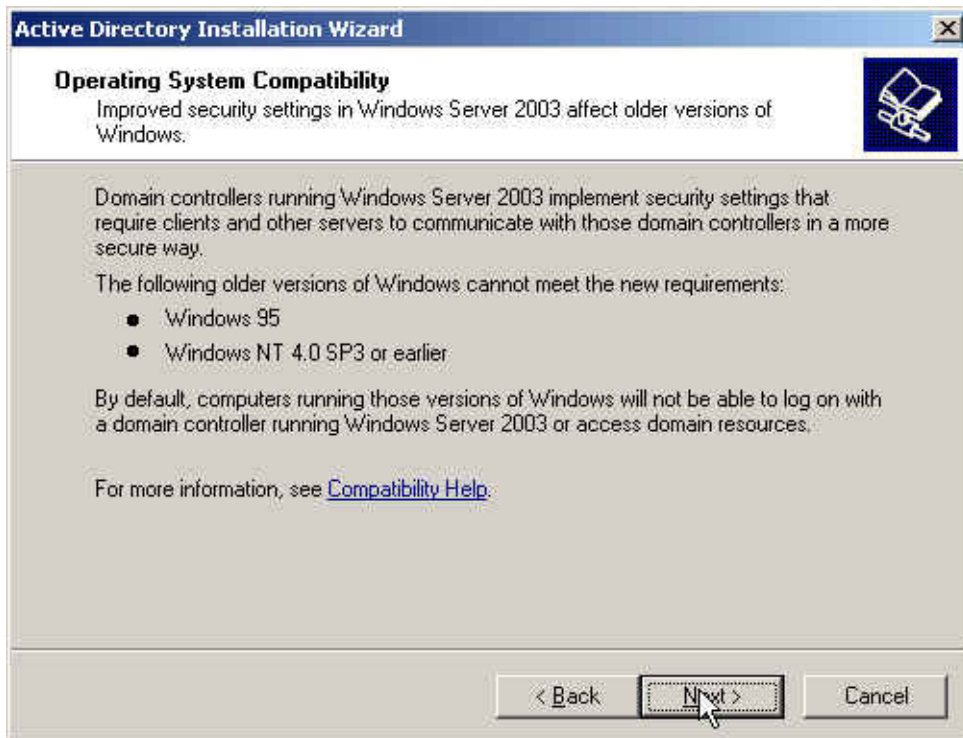 Active Directory Installation Wizard
Operating System Compatibility
Improved security settings in Windows Server 2003 affect older versions of
Windows.
Domain controllers running Windows Server 2003 implement security settings that
require clients and other servers to communicate with those domain controllers in a more
secure way.
The following older versions of Windows cannot meet the new requirements:
● Windows 95
● Windows NT 4.0 SP3 or earlier
By default, computers running those versions of Windows will not be able to log on with
a domain controller running Windows Server 2003 or access domain resources.
For more information, see Compatibility Help.
< Back Next > Cancel